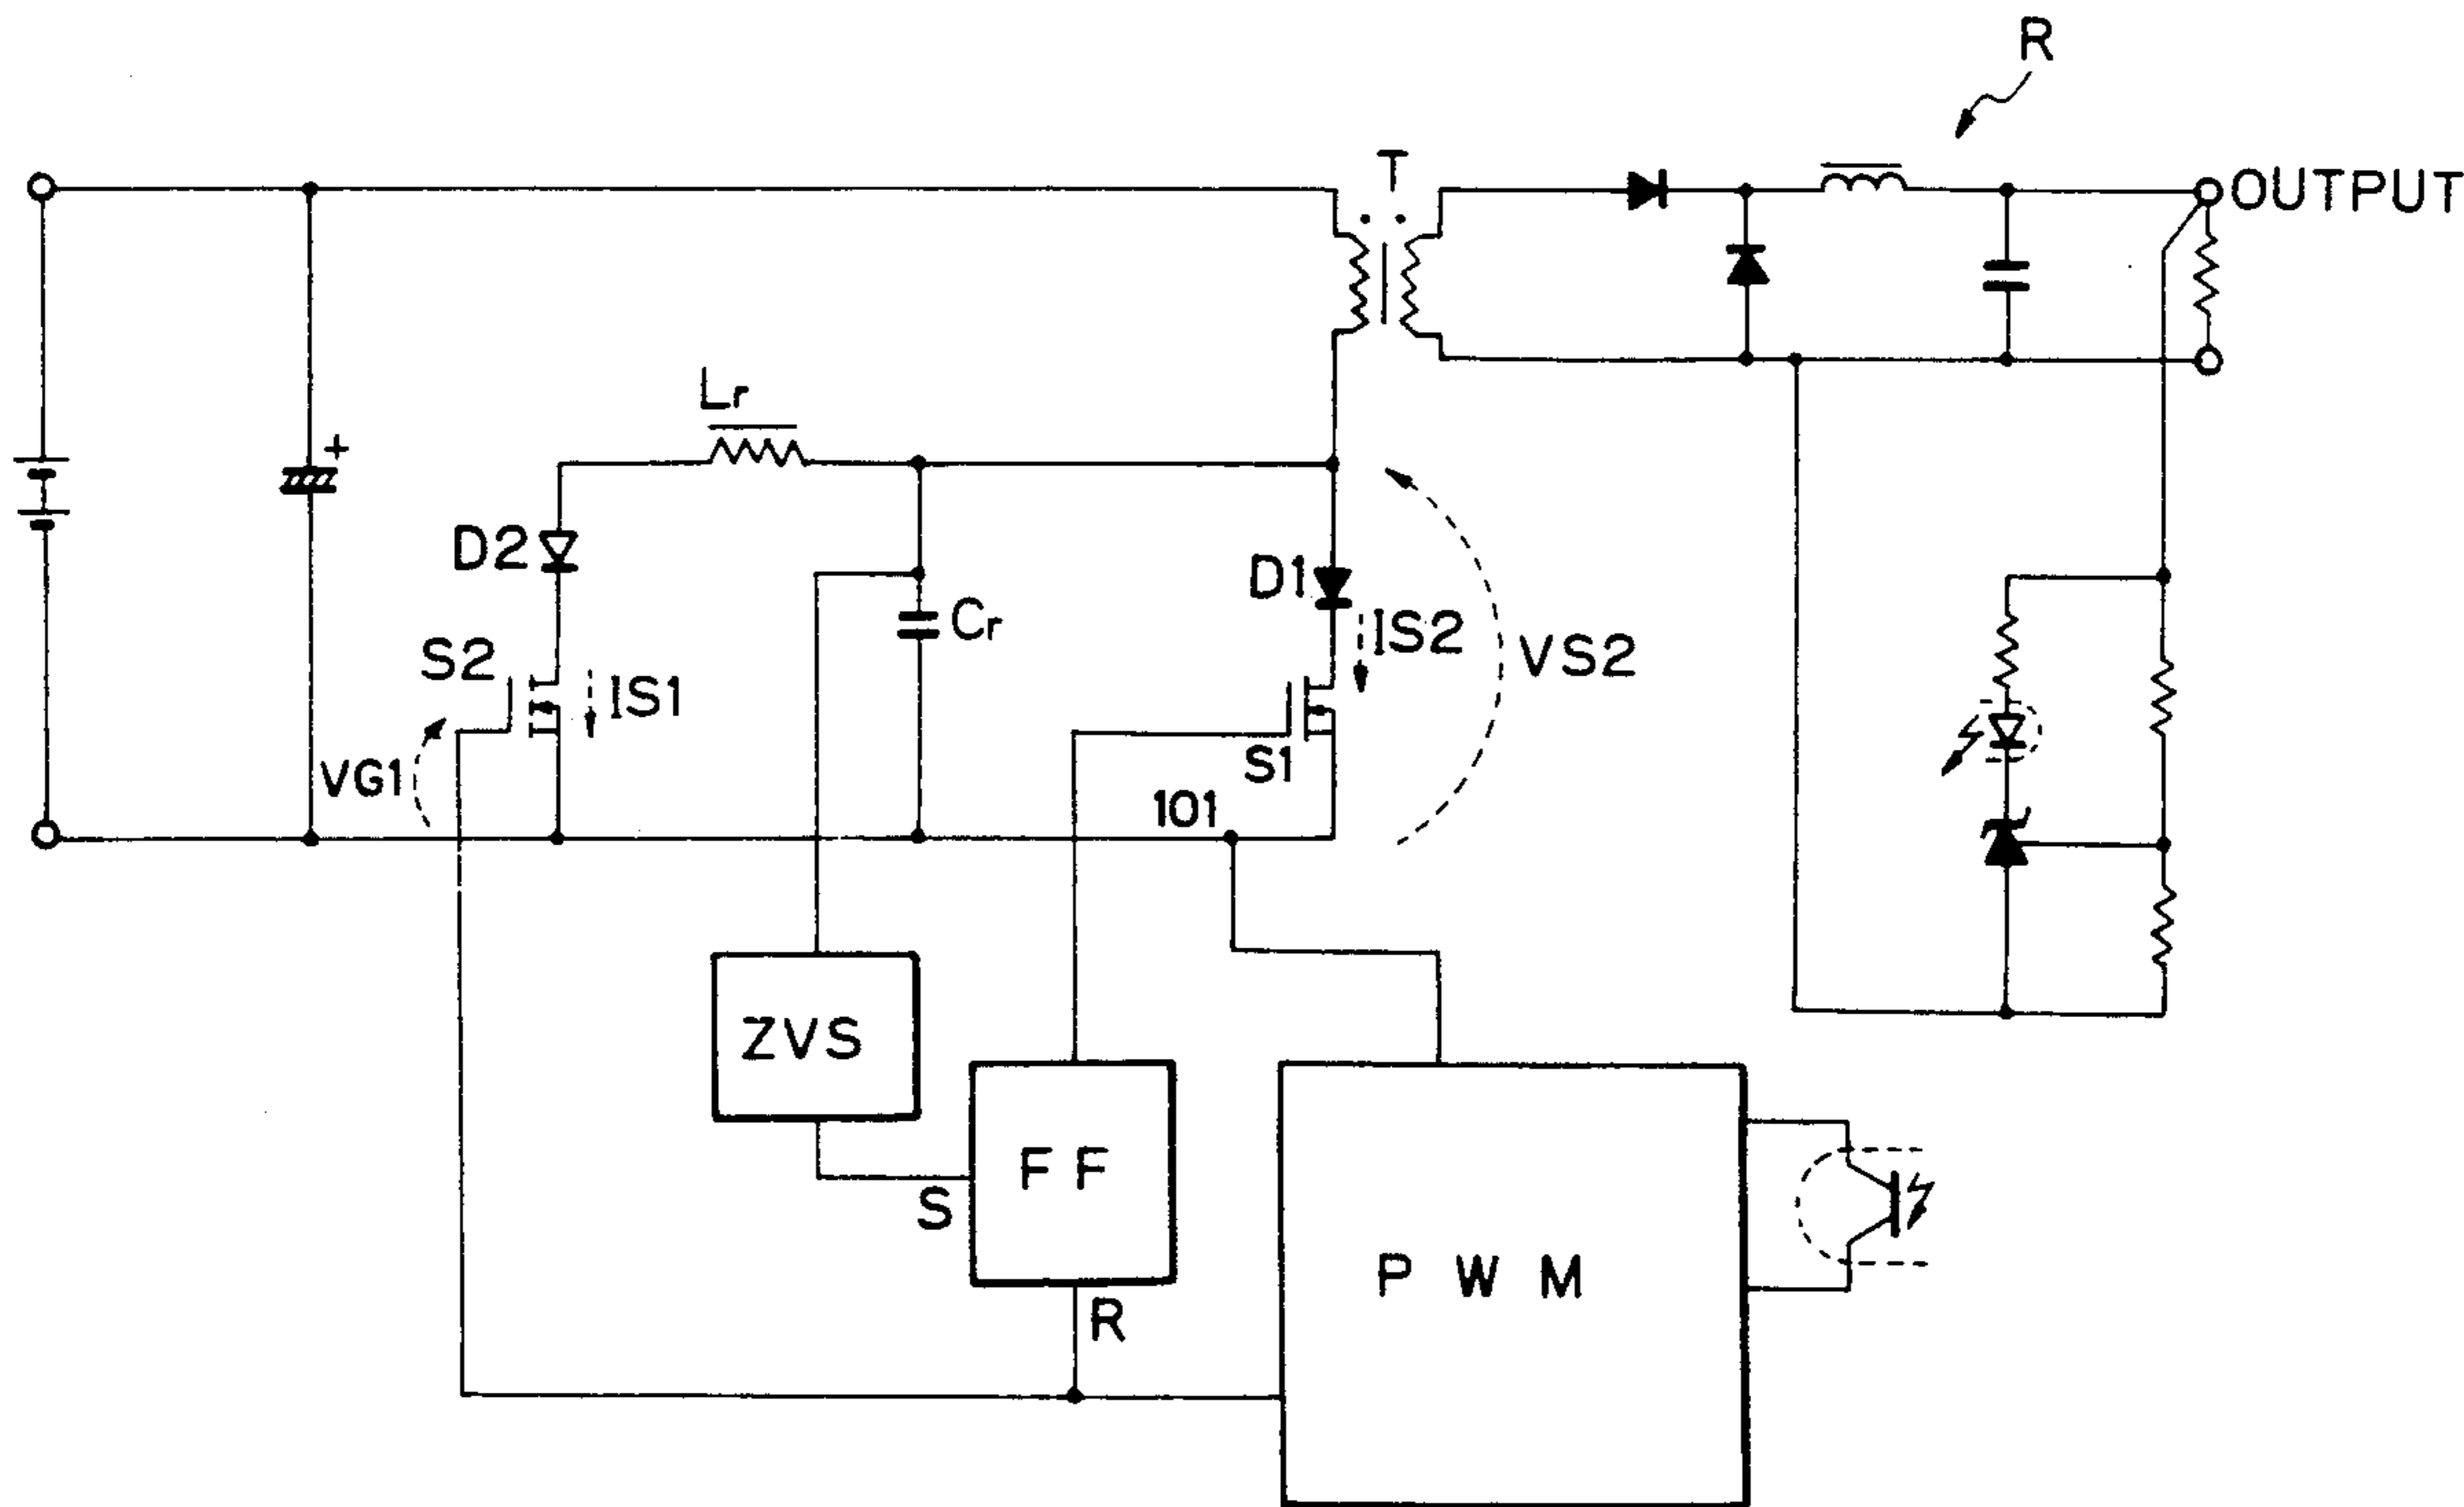 R
T
OUTPUT
+
Lr
D2
D1
Cr
IS2
S2
IS1
VS2
VG1
S1
101
ZVS
FF
S
PWM
R